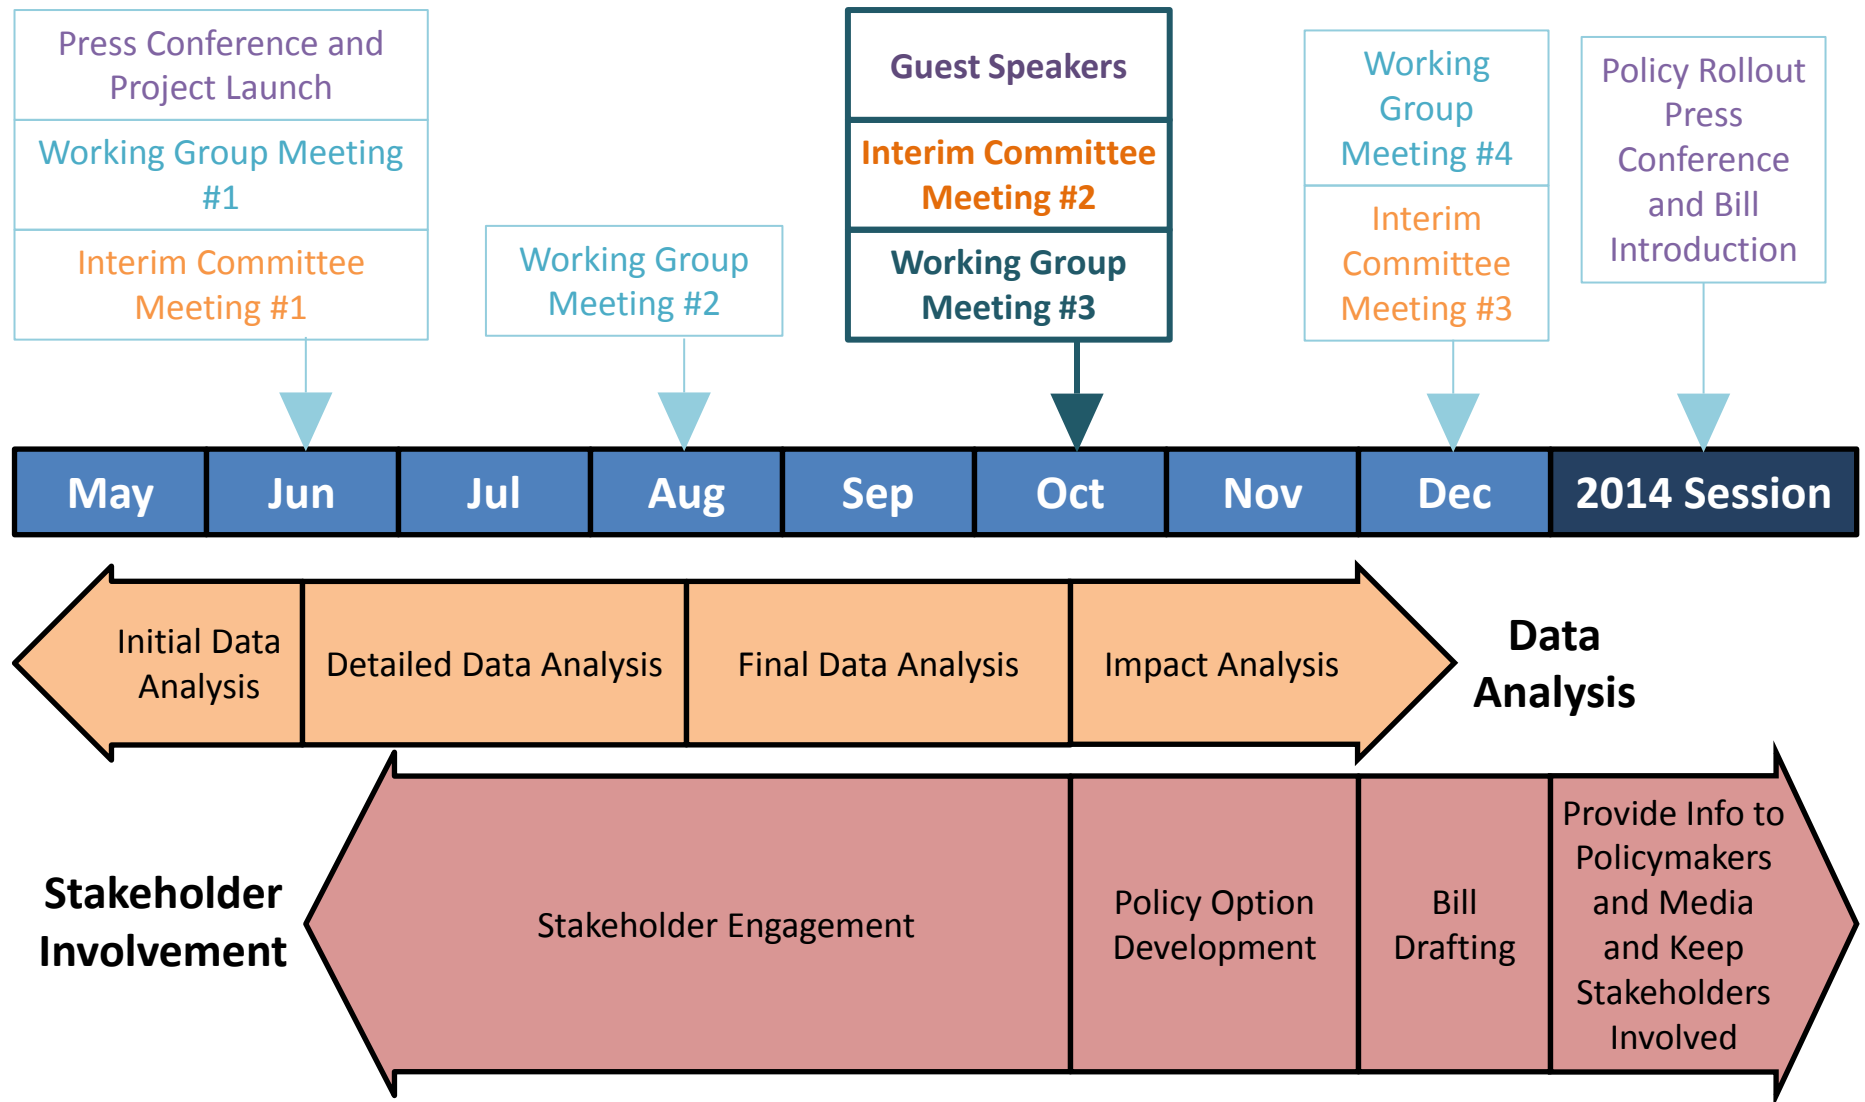 Press Conference and
Project Launch
Working Group Meeting
#1
Interim Committee
Meeting #1
Working Group
Meeting #2
Guest Speakers
Interim Committee
Meeting #2
Working Group
Meeting #3
Working
Group
Meeting #4
Interim
Committee
Meeting #3
Policy Rollout
Press
Conference
and Bill
Introduction
May
Jun
Jul
Aug
Sep
Oct
Nov
Dec
2014 Session
Initial Data
Analysis
Detailed Data Analysis
Final Data Analysis
Impact Analysis
Data
Analysis
Stakeholder
Involvement
Stakeholder Engagement
Policy Option
Development
Bill
Drafting
Provide Info to
Policymakers
and Media
and Keep
Stakeholders
Involved